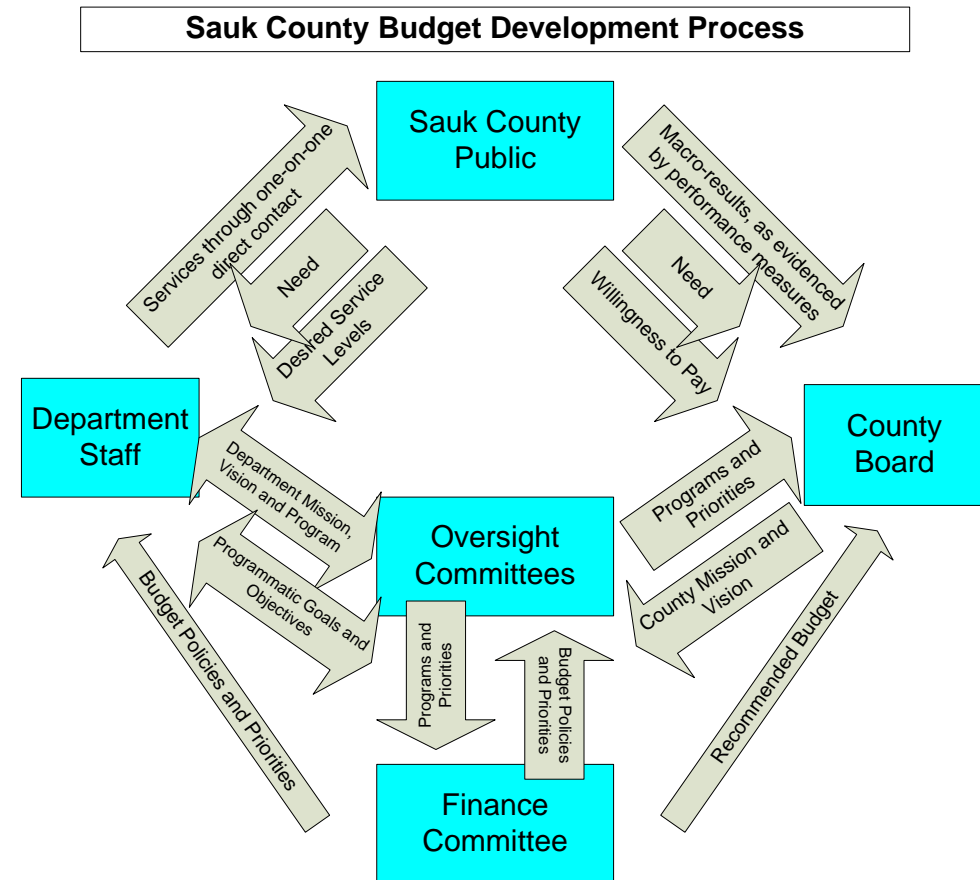 Sauk County Budget Development Process
Sauk County
Public
Services through one-on-one
direct contact
Need
Desired Service
Levels
Macro-results, as evidenced
by performance measures
Need
Willingness to Pay
Department
Staff
County
Board
Department Mission,
Vision and Program
Programmatic Goals and
Objectives
Oversight
Committees
Programs and
Priorities
County Mission and
Vision
Budget Policies and Priorities
Programs and
Priorities
Budget Policies
and Priorities
Recommended Budget
Finance
Committee